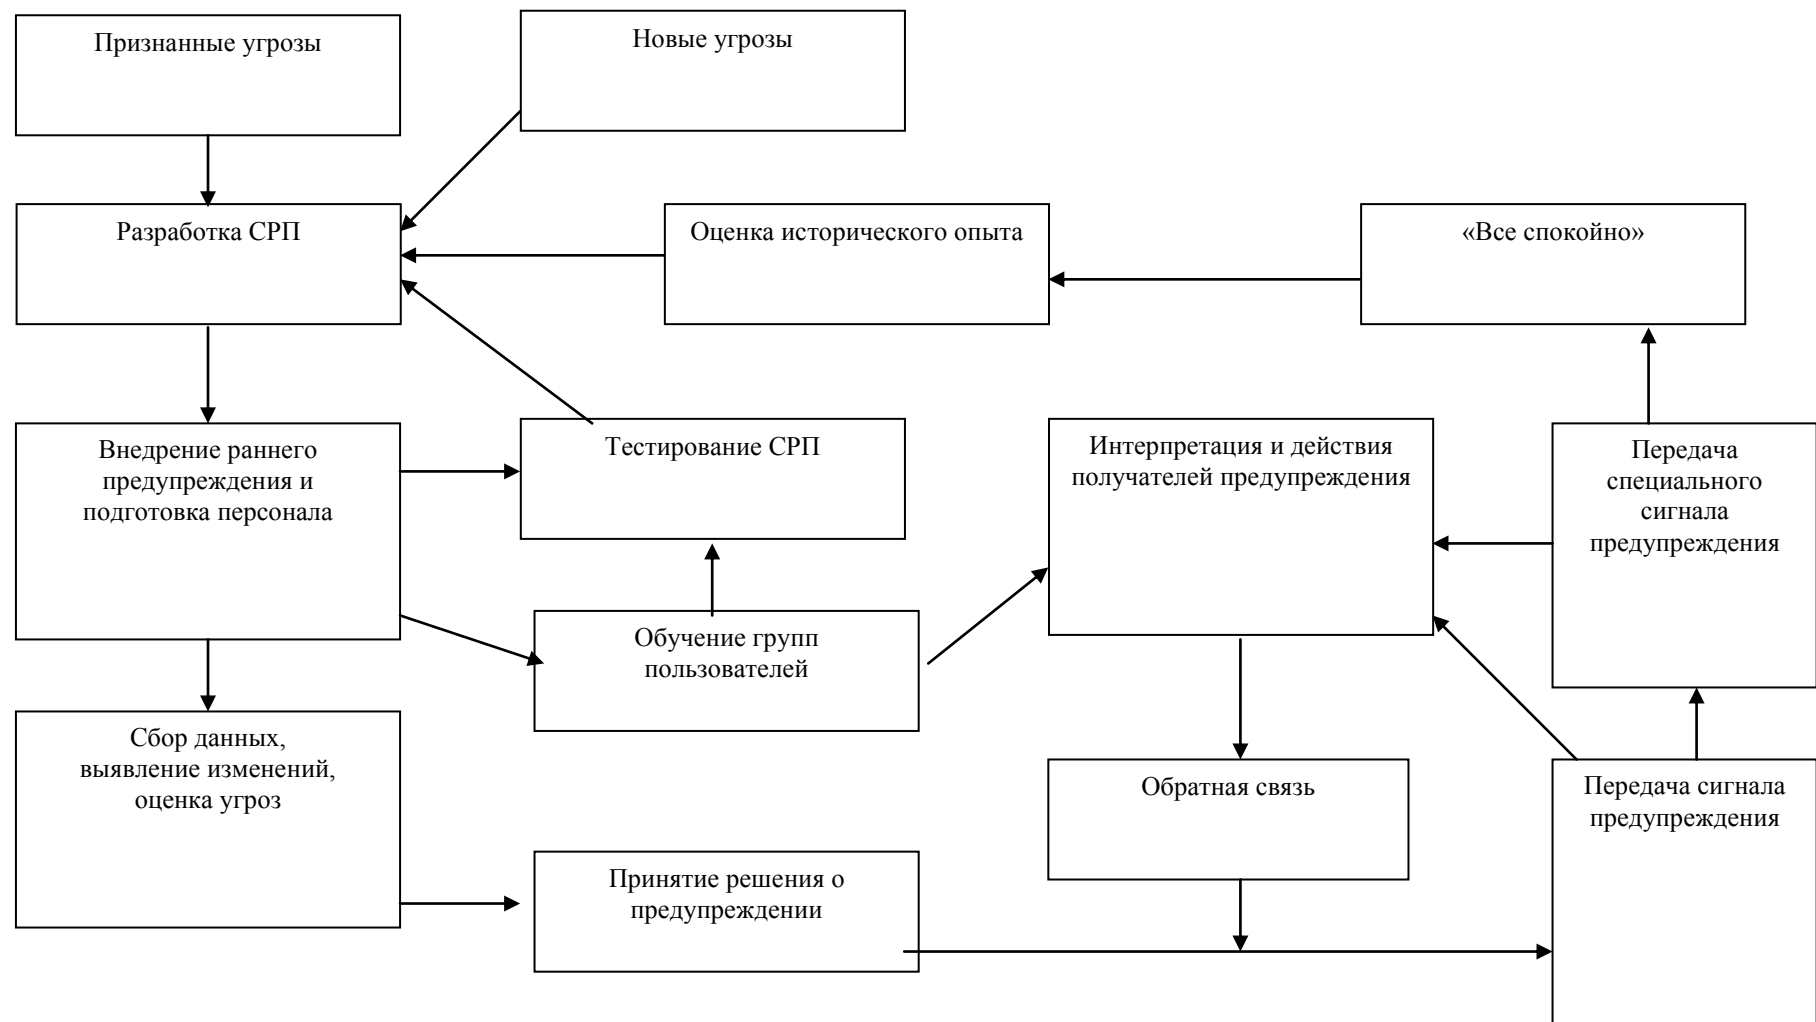 Признанные угрозы
Новые угрозы
Разработка СРП
Оценка исторического опыта
«Все спокойно»
Внедрение раннего
предупреждения и
подготовка персонала
Тестирование СРП
Интерпретация и действия
получателей предупреждения
Передача
специального
сигнала
предупреждения
Обучение групп
пользователей
Сбор данных,
выявление изменений,
оценка угроз
Обратная связь
Передача сигнала
предупреждения
Принятие решения о
предупреждении